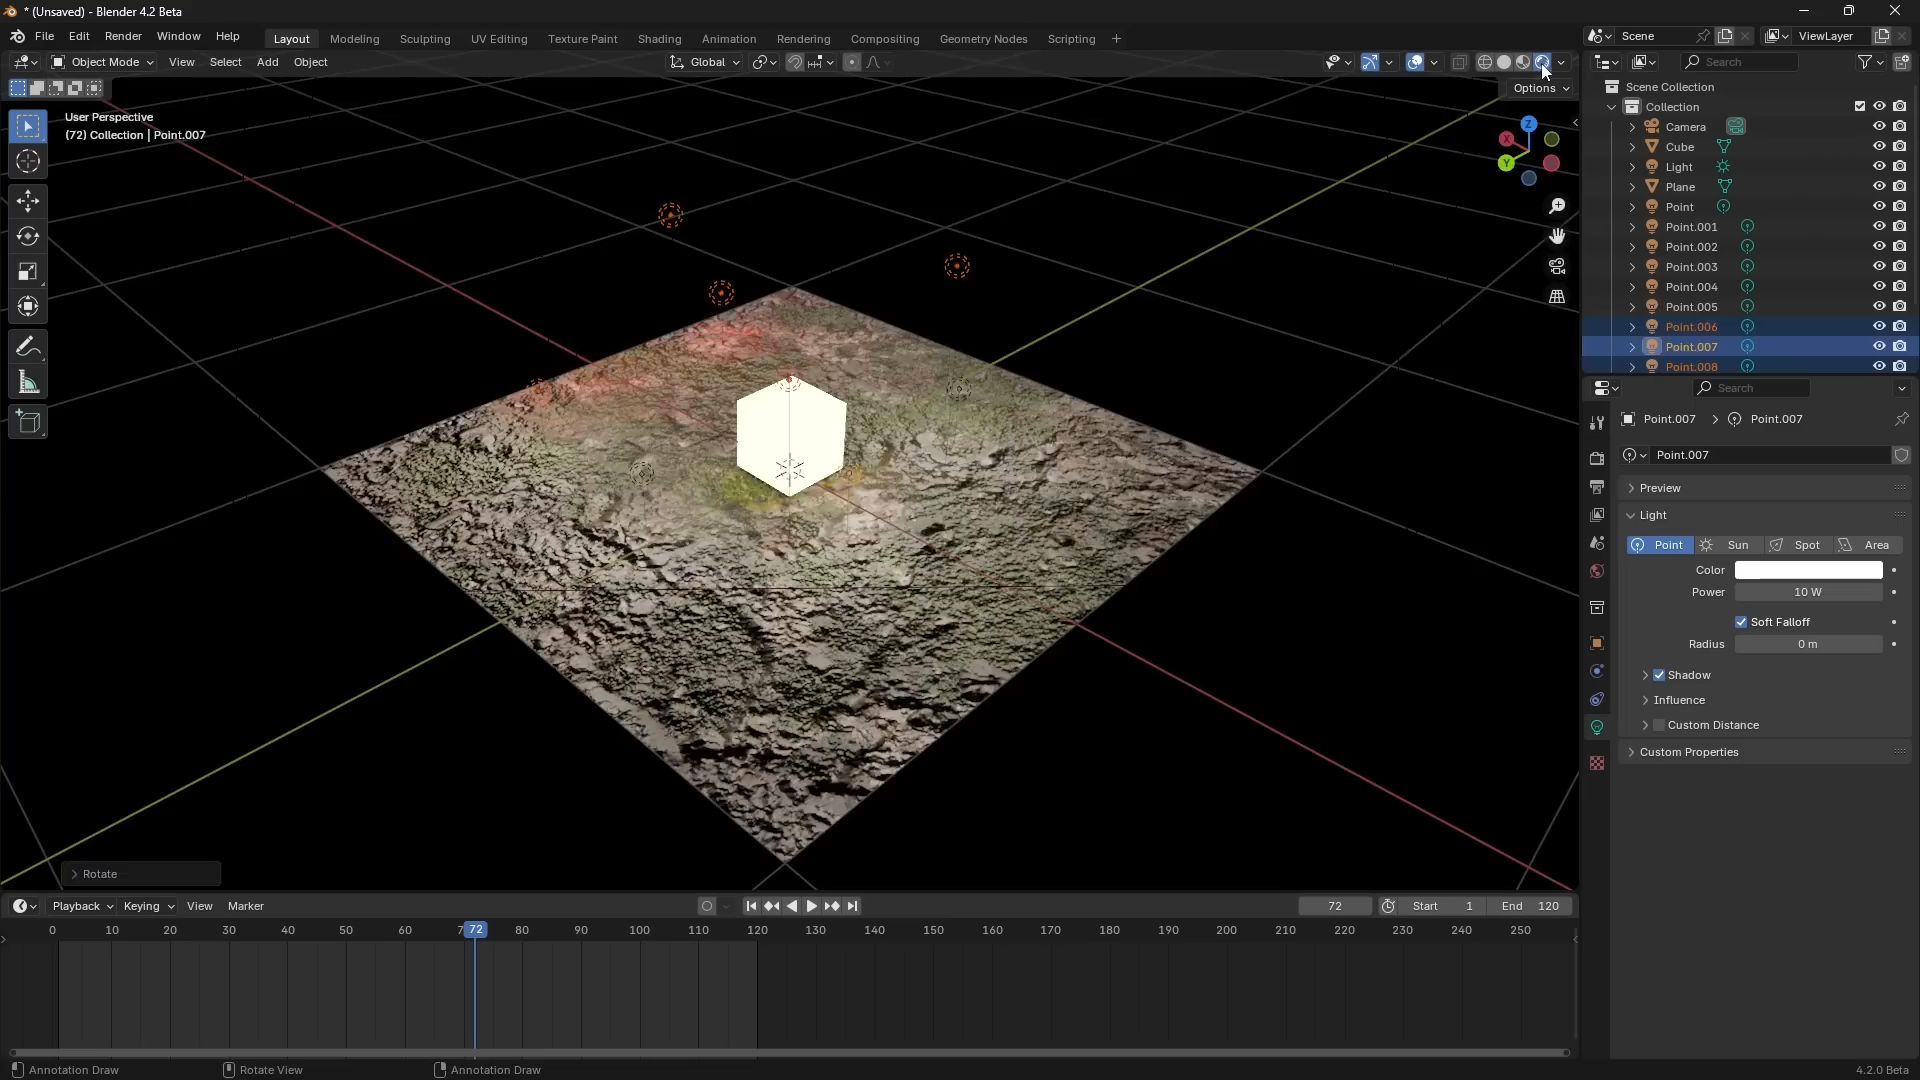 * (Unsaved) - Blender 4.2 Beta
File Edit Render Window Help Layout Modeling Sculpting UV Editing Texture Paint Shading Animation Rendering Compositing Geometry Nodes Scripting + Scene ViewLayer
Object Mode View Select Add Object Global Search
Options
User Perspective
(72) Collection | Point.007
Z
X
Y
Scene Collection
Collection
Camera
Cube
Light
Plane
Point
Point.001
Point.002
Point.003
Point.004
Point.005
Point.006
Point.007
Point.008
Search
Point.007 > Point.007
Point.007
Preview
Light
Point Sun Spot Area
Color
Power 10 W
Soft Falloff
Radius 0 m
Shadow
Influence
Custom Distance
Custom Properties
Rotate
Playback Keying View Marker 72 Start 1 End 120
0 10 20 30 40 50 60 7 72 80 90 100 110 120 130 140 150 160 170 180 190 200 210 220 230 240 250
Annotation Draw Rotate View Annotation Draw 4.2.0 Beta